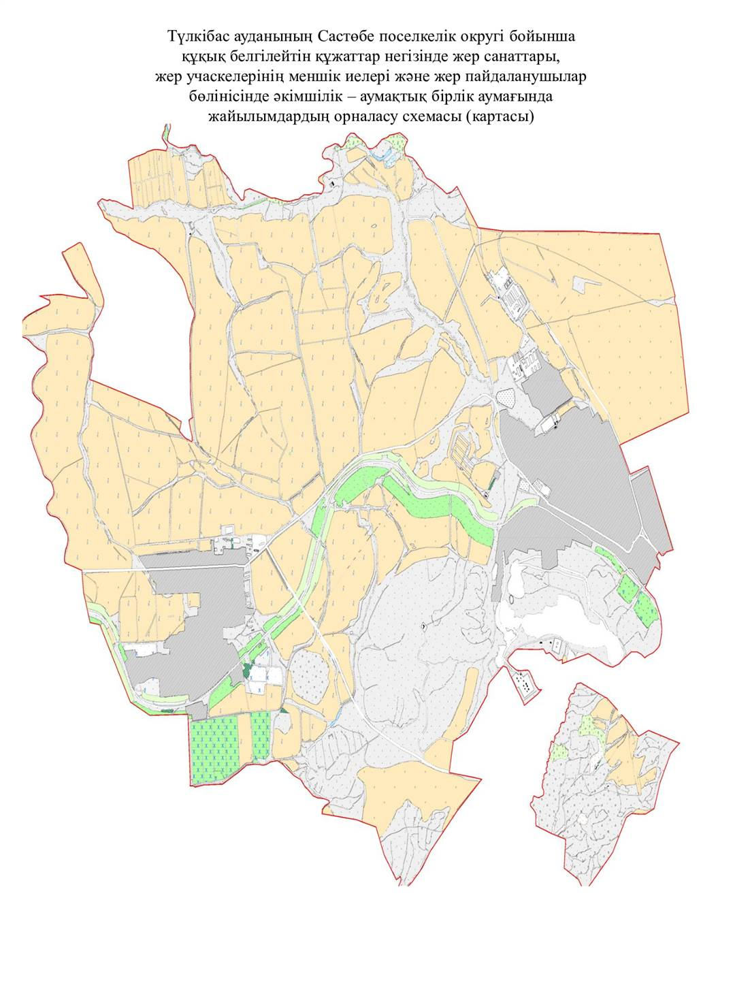 Түлкібас ауданының Састөбе поселкелік округі бойынша
құқық белгілейтін құжаттар негізінде жер санаттары,
жер учаскелерінің меншік иелері және жер пайдаланушылар
бөлінісінде әкімшілік – аумақтық бірлік аумағында
жайылымдардың орналасу схемасы (картасы)